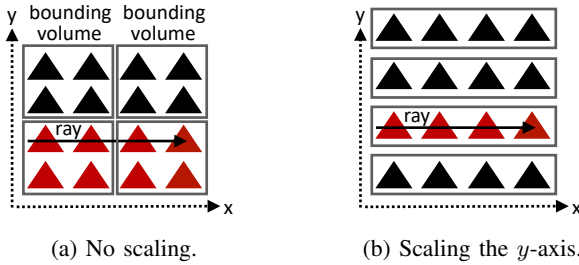 y
bounding volume
bounding volume
ray
x
(a) No scaling.
y
ray
x
(b) Scaling the y-axis.